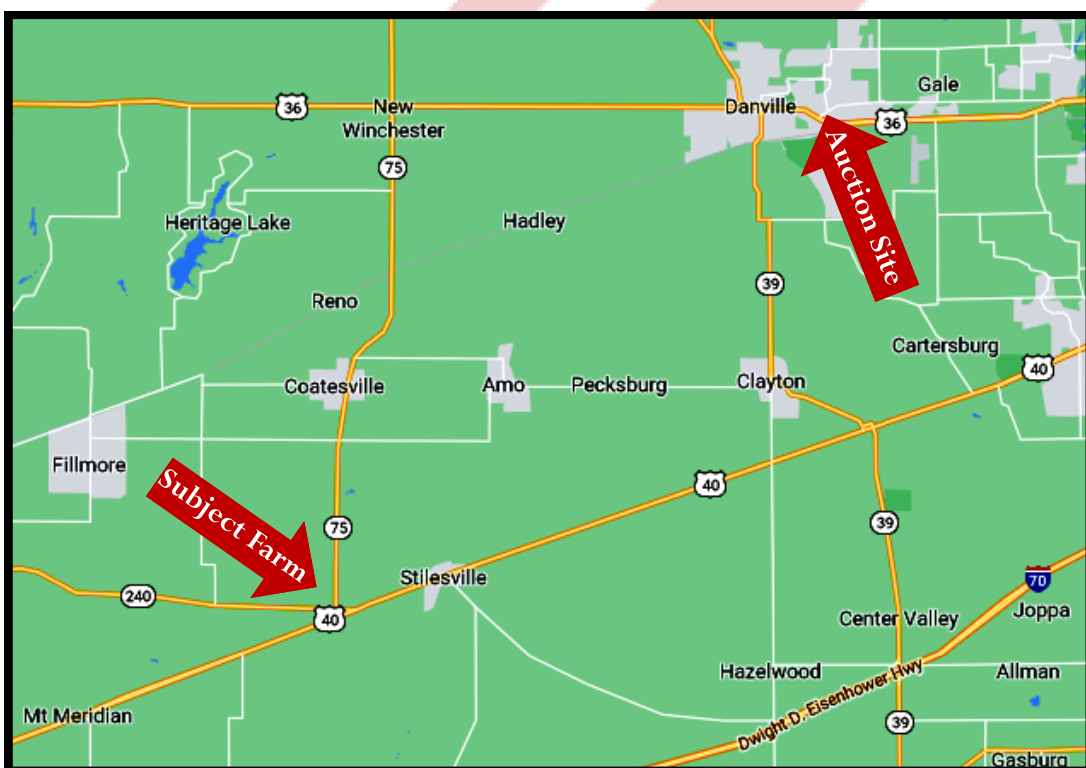 Gale
36
New
Winchester
Danville
36
75
Auction Site
Heritage Lake
Hadley
39
Reno
Cartersburg
40
Coatesville
Amo
Pecksburg
Clayton
Fillmore
Subject Farm
40
75
39
Stilesville
70
240
40
Center Valley
Joppa
Hazelwood
Allman
Mt Meridian
Dwight D. Eisenhower Hwy
39
Gasburg